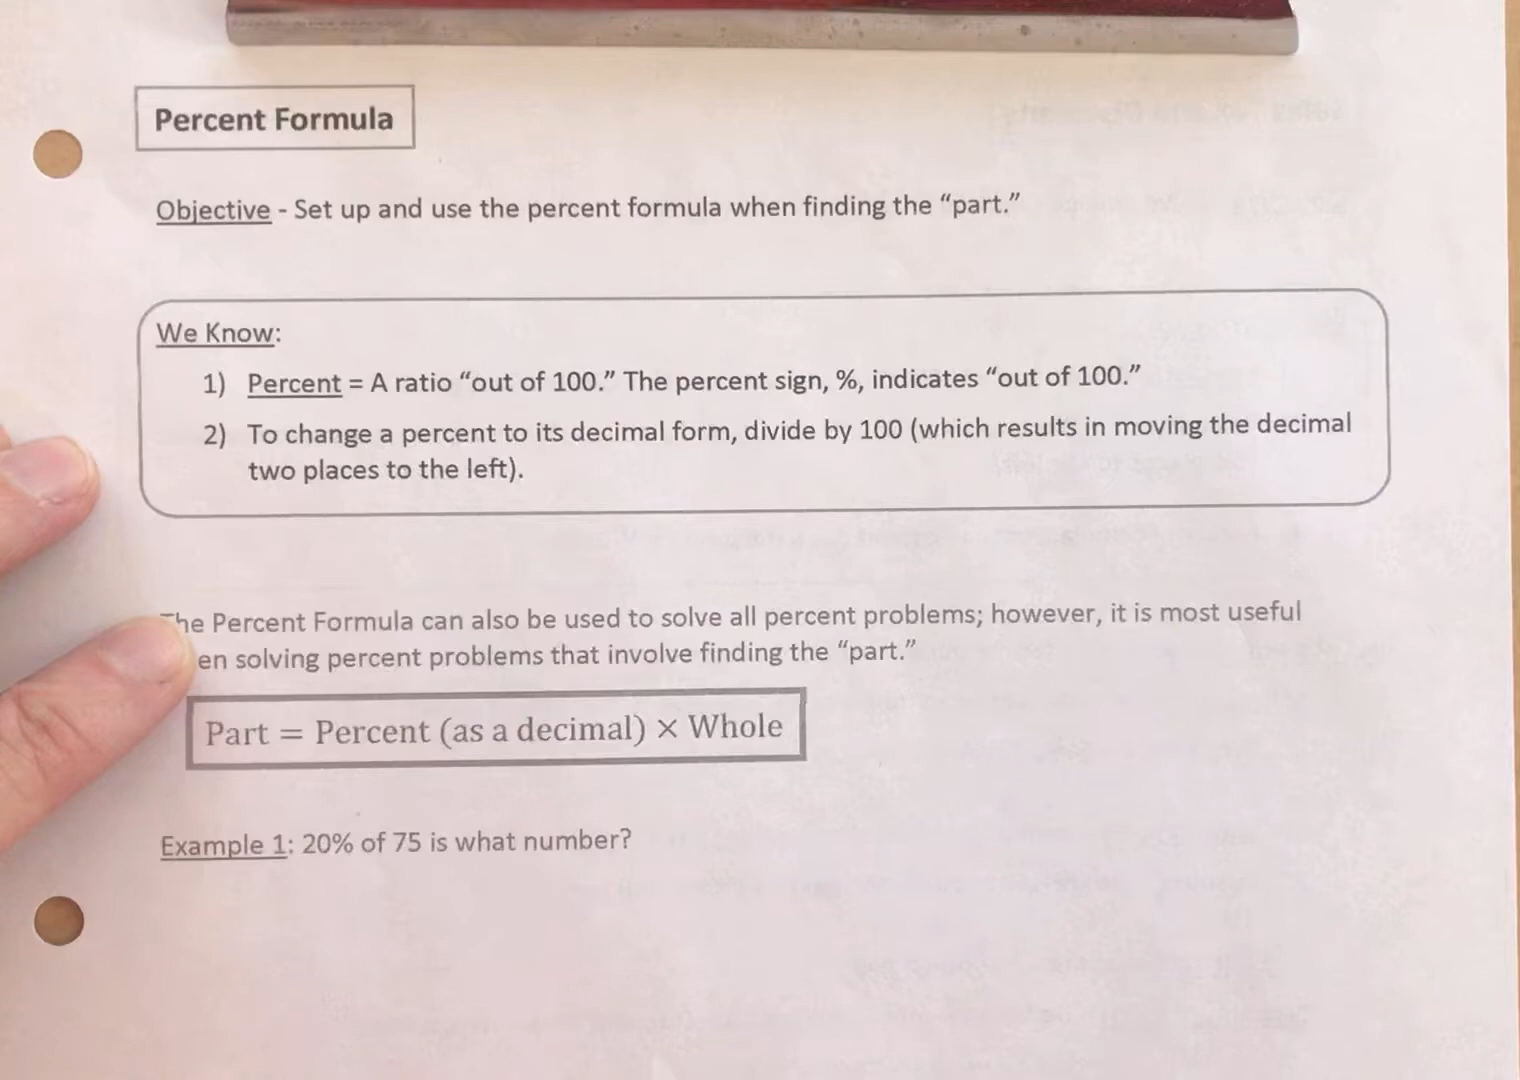 Percent Formula
Objective - Set up and use the percent formula when finding the “part.”
We Know:
1) Percent = A ratio “out of 100.” The percent sign, %, indicates “out of 100.”
2) To change a percent to its decimal form, divide by 100 (which results in moving the decimal
two places to the left).
The Percent Formula can also be used to solve all percent problems; however, it is most useful
en solving percent problems that involve finding the “part.”
Part = Percent (as a decimal) × Whole
Example 1: 20% of 75 is what number?